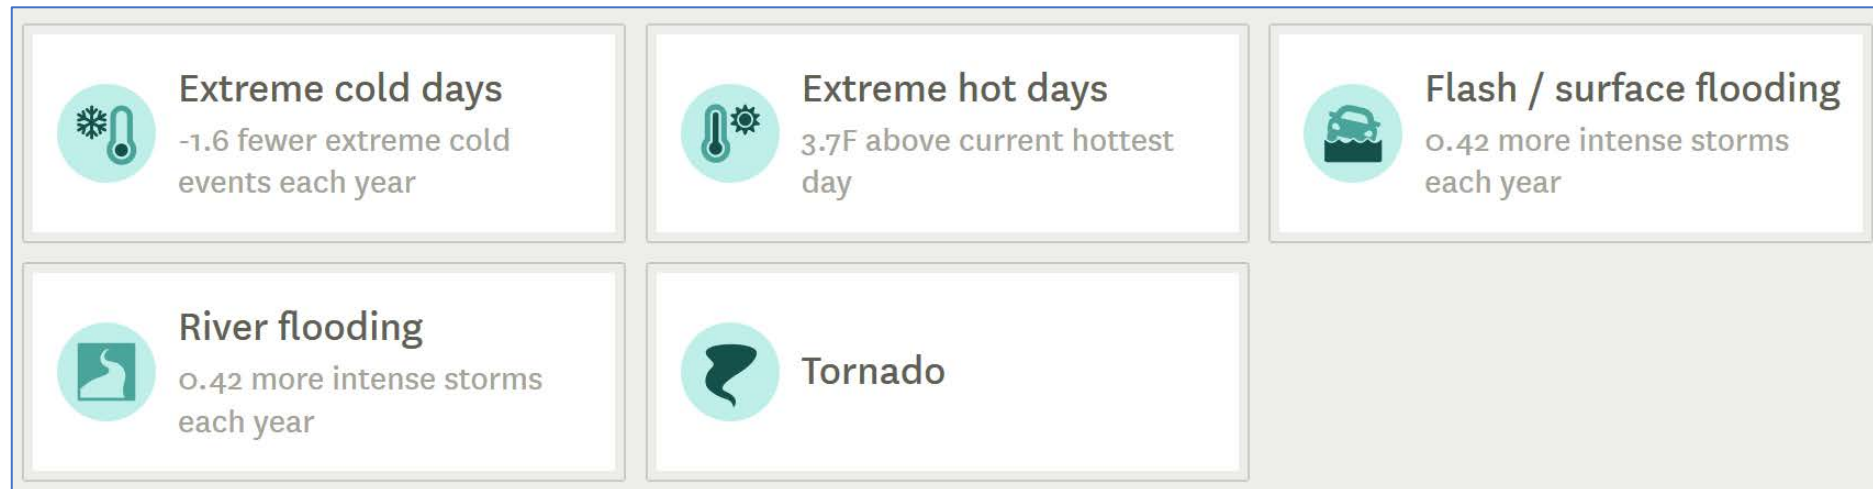 Extreme cold days
-1.6 fewer extreme cold
events each year
Extreme hot days
3.7F above current hottest
day
Flash / surface flooding
0.42 more intense storms
each year
River flooding
0.42 more intense storms
each year
Tornado